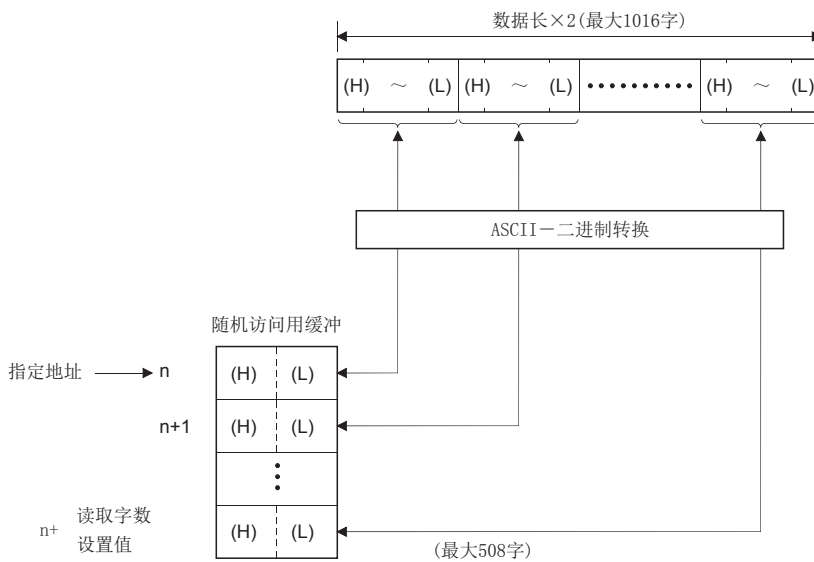 数据长×2(最大1016字)
(H) ～ (L) (H) ～ (L) •••••••••• (H) ～ (L)
ASCII－二进制转换
随机访问用缓冲
指定地址 n (H) (L)
n+1 (H) (L)
n+ 读取字数
设置值 (H) (L)
(最大508字)